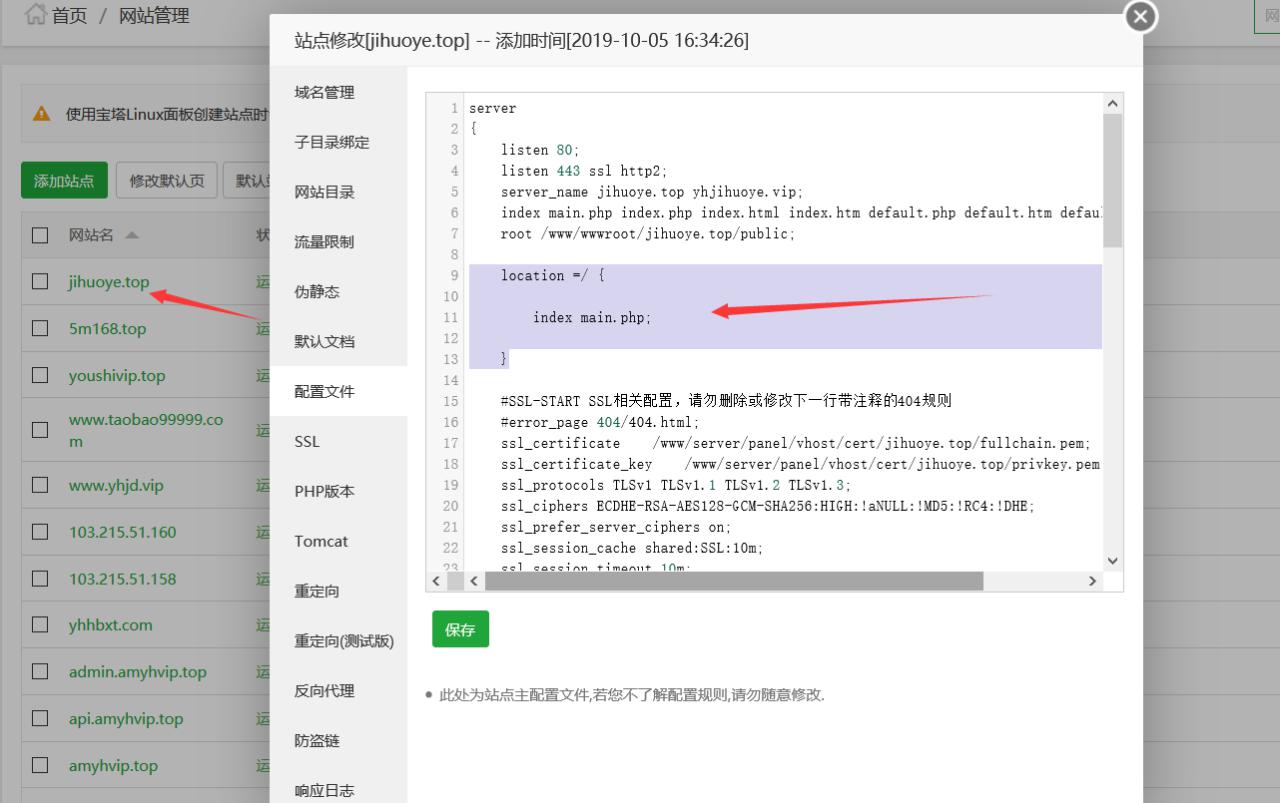 首页 / 网站管理
网
使用宝塔Linux面板创建站点时
添加站点
修改默认页
默认
网站名
jihuoye.top
运
5m168.top
运
youshivip.top
运
www.taobao99999.co
m
运
www.yhjd.vip
运
103.215.51.160
运
103.215.51.158
运
yhhbxt.com
运
admin.amyhvip.top
运
api.amyhvip.top
运
amyhvip.top
运
站点修改[jihuoye.top] -- 添加时间[2019-10-05 16:34:26]
域名管理
子目录绑定
网站目录
流量限制
伪静态
默认文档
配置文件
SSL
PHP版本
Tomcat
重定向
重定向(测试版)
反向代理
防盗链
响应日志
1 server
2 {
3 listen 80;
4 listen 443 ssl http2;
5 server_name jihuoye.top yhjihuoye.vip;
6 index main.php index.php index.html index.htm default.php default.htm defau
7 root /www/wwwroot/jihuoye.top/public;
8
9 location =/ {
10
11 index main.php;
12
13 }
14
15 #SSL-START SSL相关配置，请勿删除或修改下一行带注释的404规则
16 #error_page 404/404.html;
17 ssl_certificate /www/server/panel/vhost/cert/jihuoye.top/fullchain.pem;
18 ssl_certificate_key /www/server/panel/vhost/cert/jihuoye.top/privkey.pem
19 ssl_protocols TLSv1 TLSv1.1 TLSv1.2 TLSv1.3;
20 ssl_ciphers ECDHE-RSA-AES128-GCM-SHA256:HIGH:!aNULL:!MD5:!RC4:!DHE;
21 ssl_prefer_server_ciphers on;
22 ssl_session_cache shared:SSL:10m;
23 ssl_session_timeout 10m;
保存
此处为站点主配置文件,若您不了解配置规则,请勿随意修改.